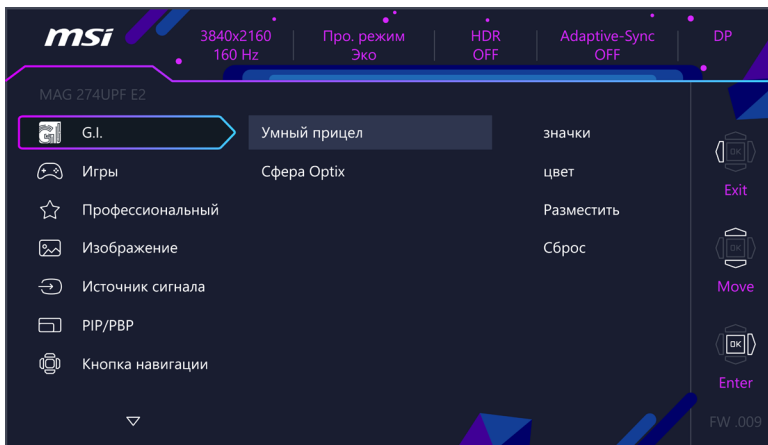 msi
3840x2160
160 Hz
Про. режим
Эко
HDR
OFF
Adaptive-Sync
OFF
DP
MAG 274UPF E2
G.I.
Игры
Профессиональный
Изображение
Источник сигнала
PIP/PBP
Кнопка навигации
Умный прицел
Сфера Optix
значки
цвет
Разместить
Сброс
OK
Exit
OK
Move
OK
Enter
FW .009